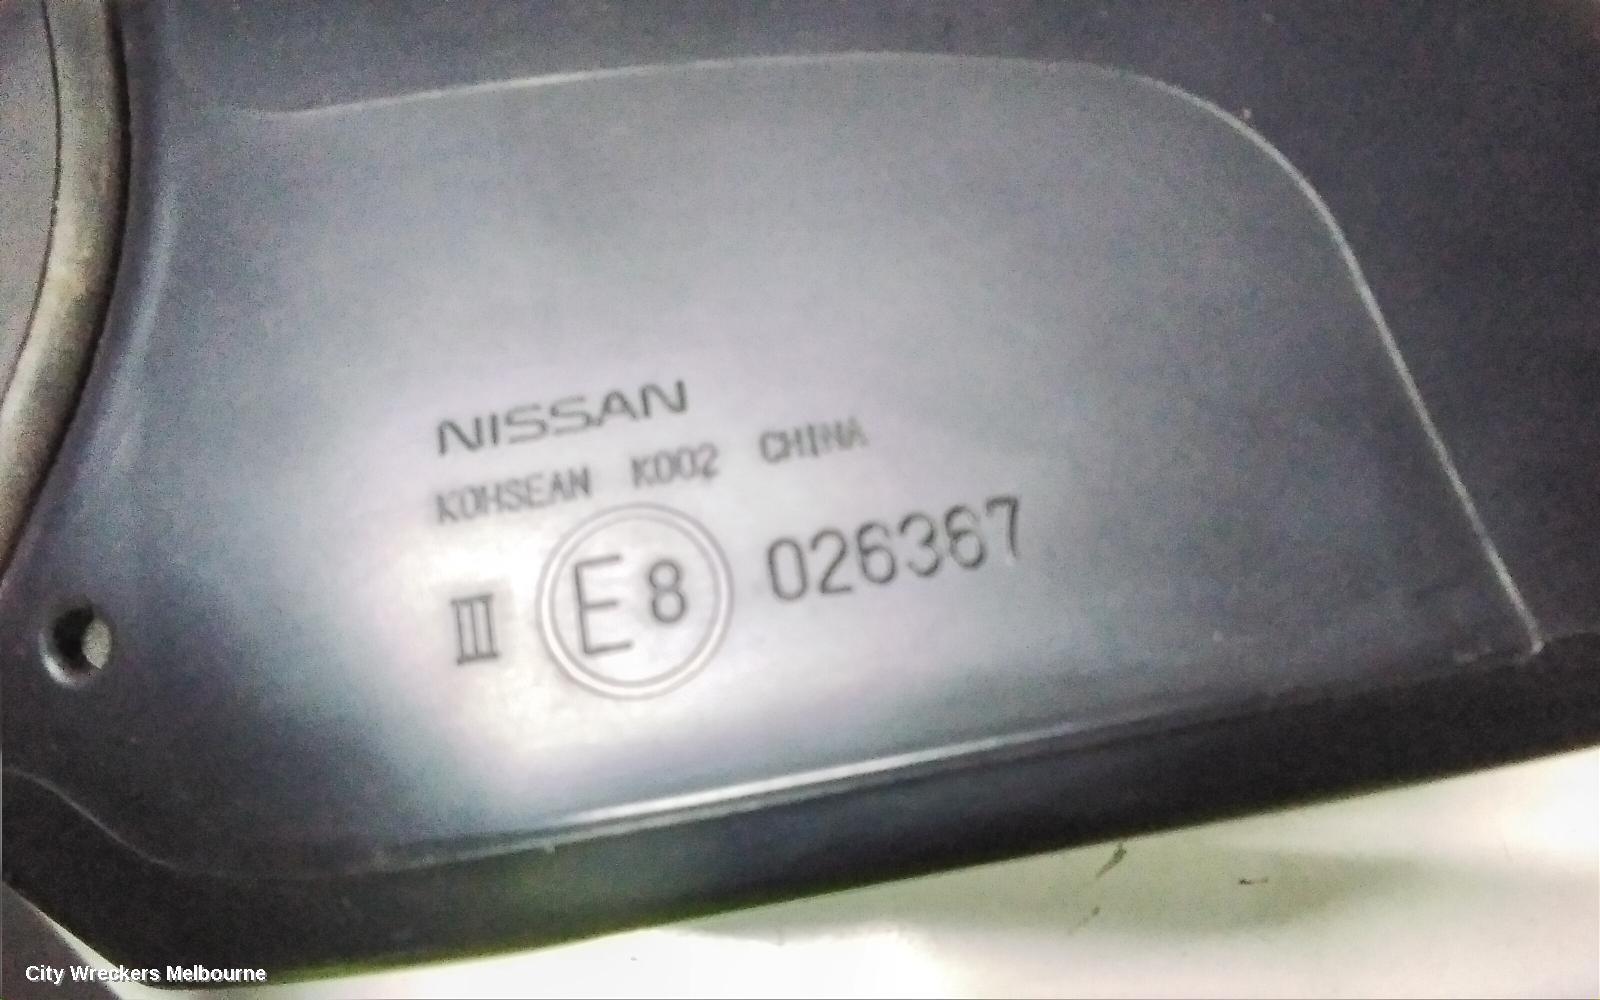 NISSAN
KOHSEAN K002 CHINA
III E8 026367
City Wreckers Melbourne